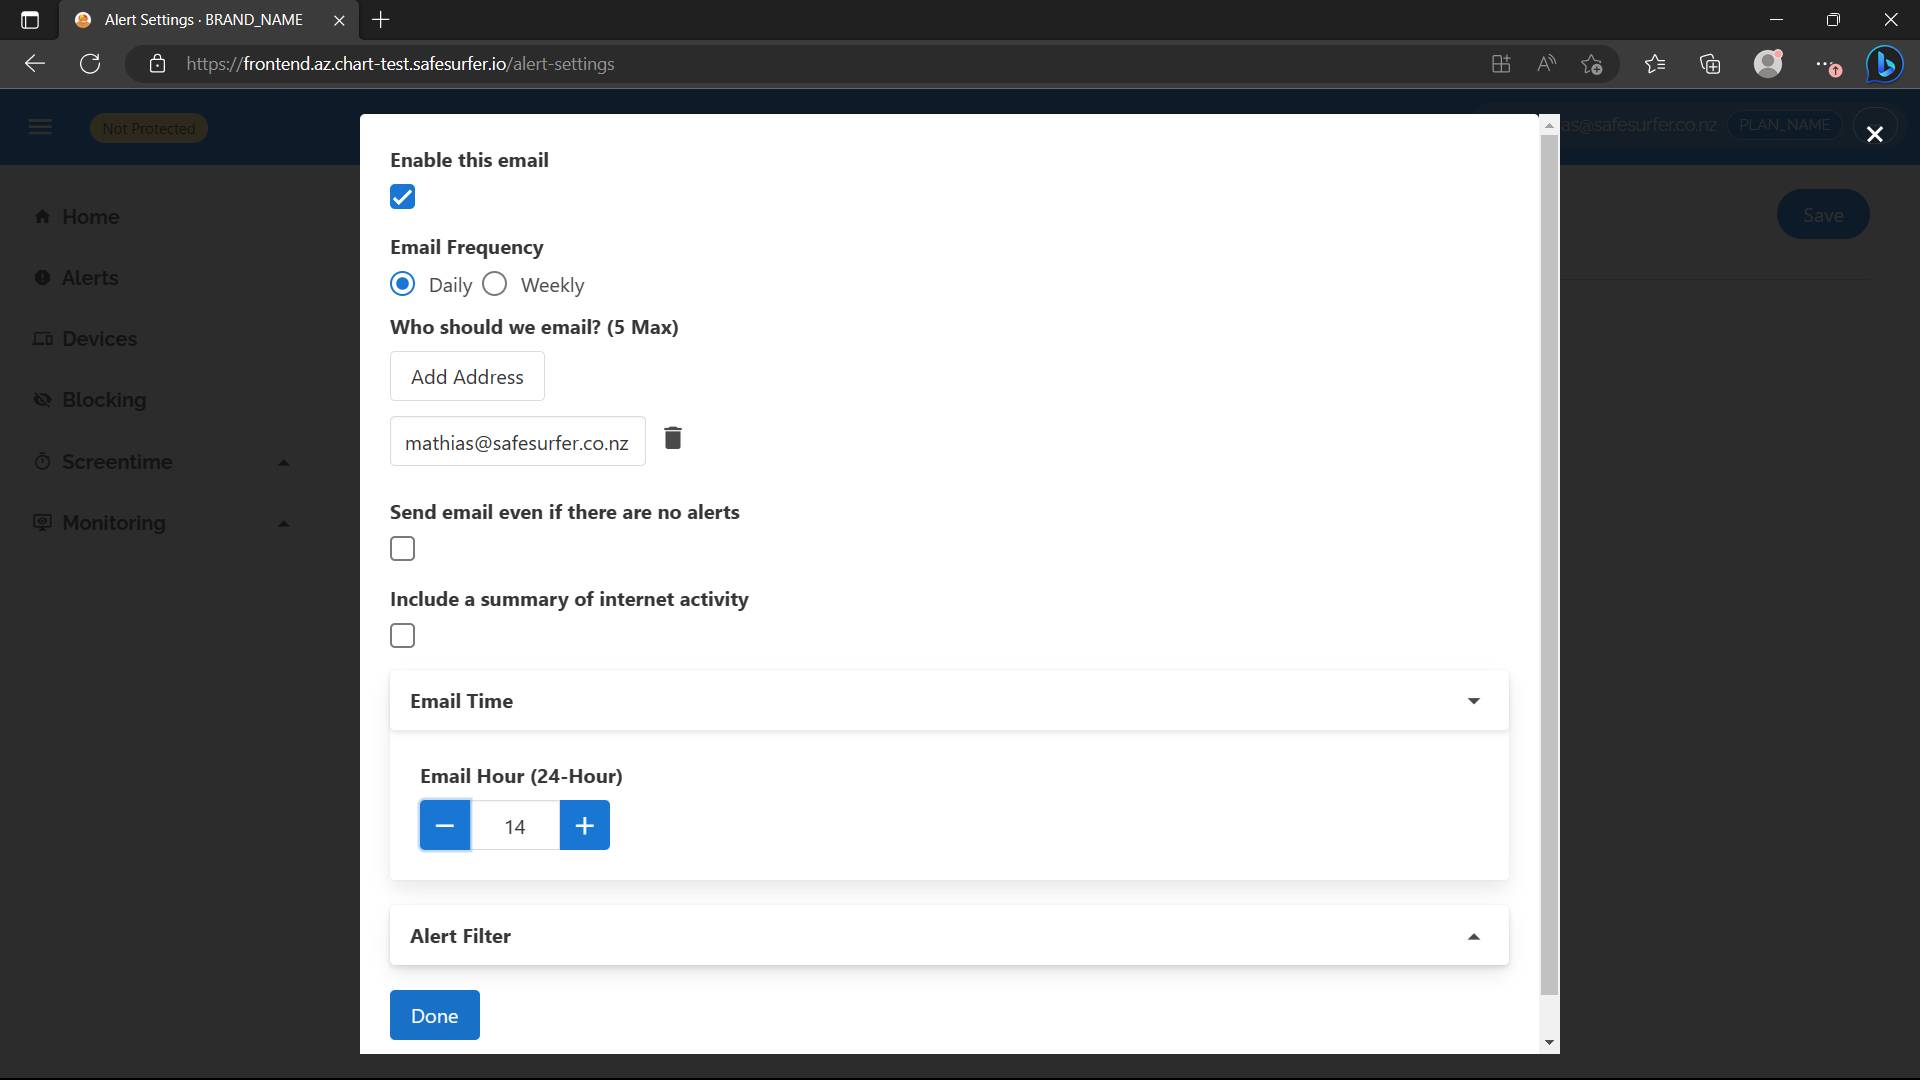 Alert Settings · BRAND_NAME
https://frontend.az.chart-test.safesurfer.io/alert-settings
Not Protected
as@safesurfer.co.nz
PLAN_NAME
Home
Alerts
Devices
Blocking
Screentime
Monitoring
Save
Enable this email
Email Frequency
Daily Weekly
Who should we email? (5 Max)
Add Address
mathias@safesurfer.co.nz
Send email even if there are no alerts
Include a summary of internet activity
Email Time
Email Hour (24-Hour)
14
Alert Filter
Done